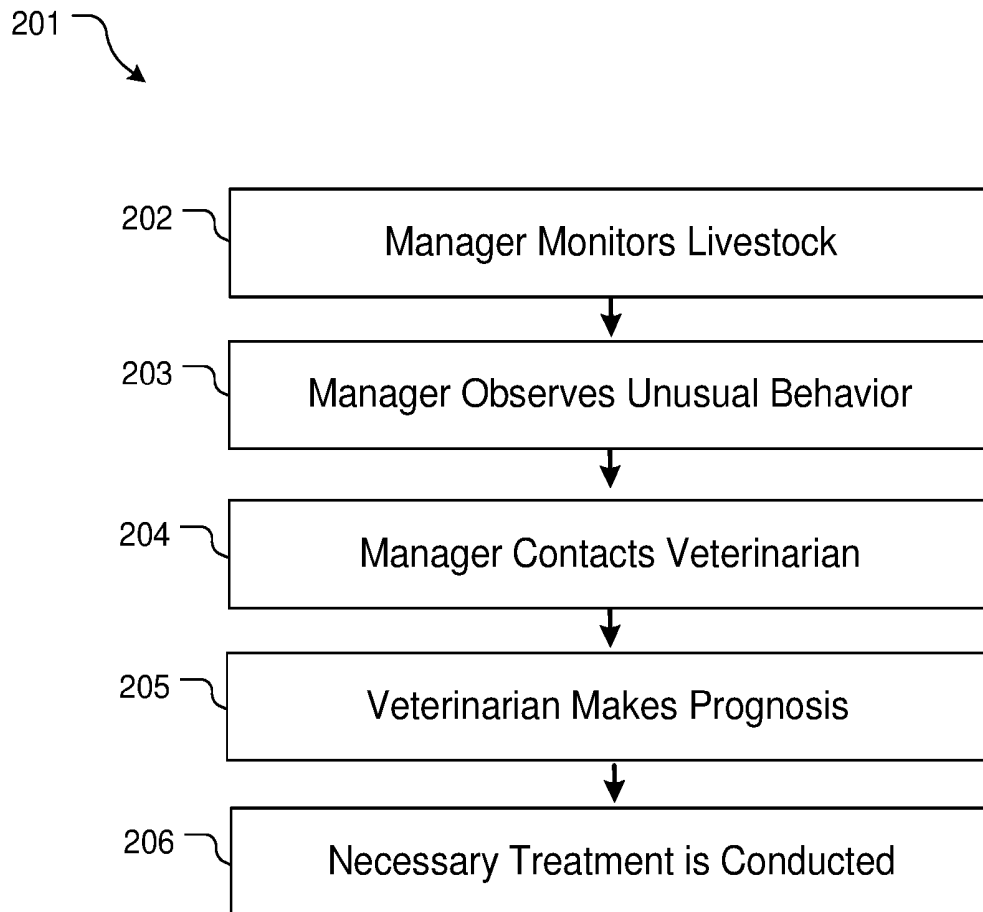 201
202
Manager Monitors Livestock
203
Manager Observes Unusual Behavior
204
Manager Contacts Veterinarian
205
Veterinarian Makes Prognosis
206
Necessary Treatment is Conducted